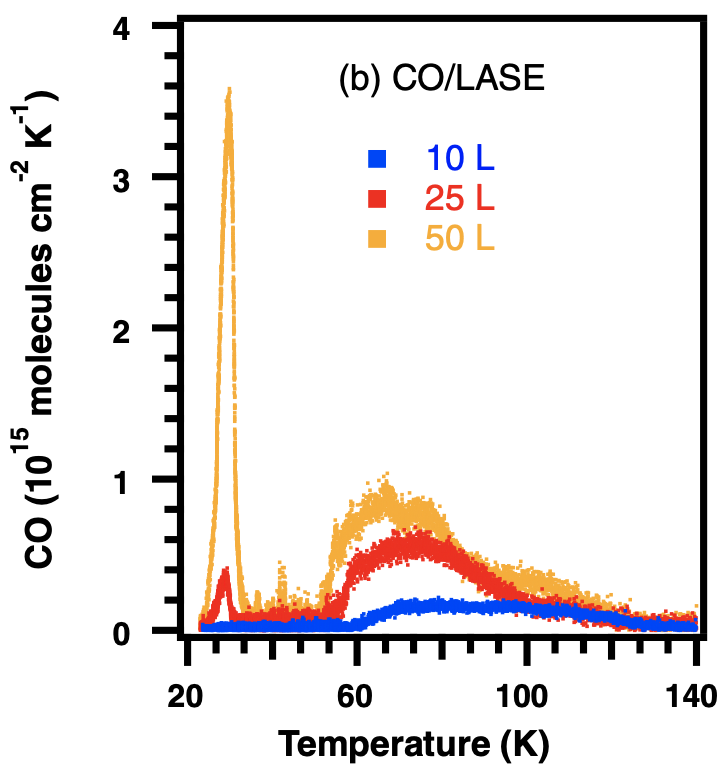 (b) CO/LASE
10 L
25 L
50 L
4
3
2
1
0
CO (10¹⁵ molecules cm⁻² K⁻¹)
20
60
100
140
Temperature (K)